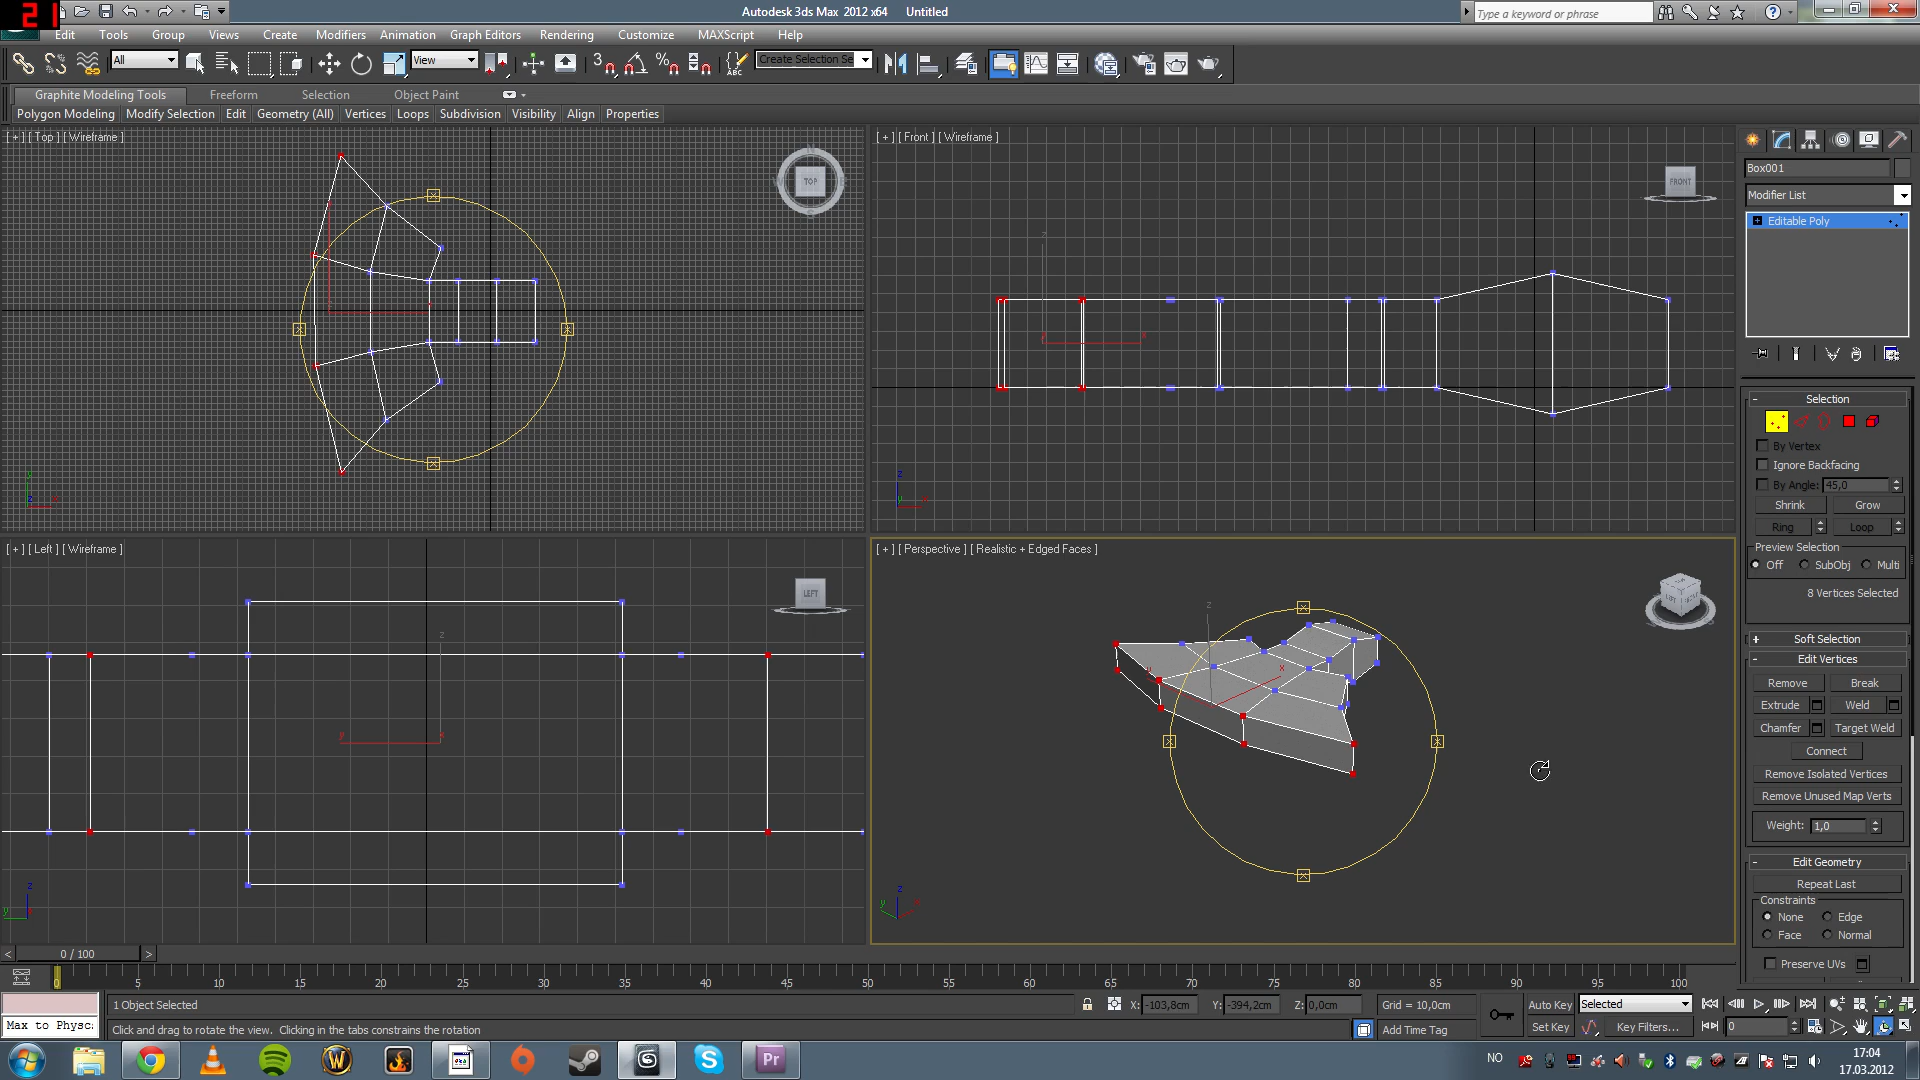 21
Autodesk 3ds Max 2012 x64 Untitled
Type a keyword or phrase
Edit Tools Group Views Create Modifiers Animation Graph Editors Rendering Customize MAXScript Help
All
View
3
Create Selection Se
Graphite Modeling Tools Freeform Selection Object Paint
Polygon Modeling Modify Selection Edit Geometry (All) Vertices Loops Subdivision Visibility Align Properties
[ + ] [ Top ] [ Wireframe ]
TOP
[ + ] [ Front ] [ Wireframe ]
FRONT
[ + ] [ Left ] [ Wireframe ]
LEFT
[ + ] [ Perspective ] [ Realistic + Edged Faces ]
Box001
Modifier List
Editable Poly
- Selection
By Vertex
Ignore Backfacing
By Angle: 45,0
Shrink Grow
Ring Loop
Preview Selection
Off SubObj Multi
8 Vertices Selected
+ Soft Selection
- Edit Vertices
Remove Break
Extrude Weld
Chamfer Target Weld
Connect
Remove Isolated Vertices
Remove Unused Map Verts
Weight: 1,0
- Edit Geometry
Repeat Last
Constraints
None Edge
Face Normal
Preserve UVs
< 0 / 100 >
0 5 10 15 20 25 30 35 40 45 50 55 60 65 70 75 80 85 90 95 100
1 Object Selected
X: -103,8cm Y: -394,2cm Z: 0,0cm Grid = 10,0cm
Auto Key Selected
Max to Physc:
Click and drag to rotate the view. Clicking in the tabs constrains the rotation
Add Time Tag
Set Key Key Filters... 0
Pr
NO
17:04
17.03.2012